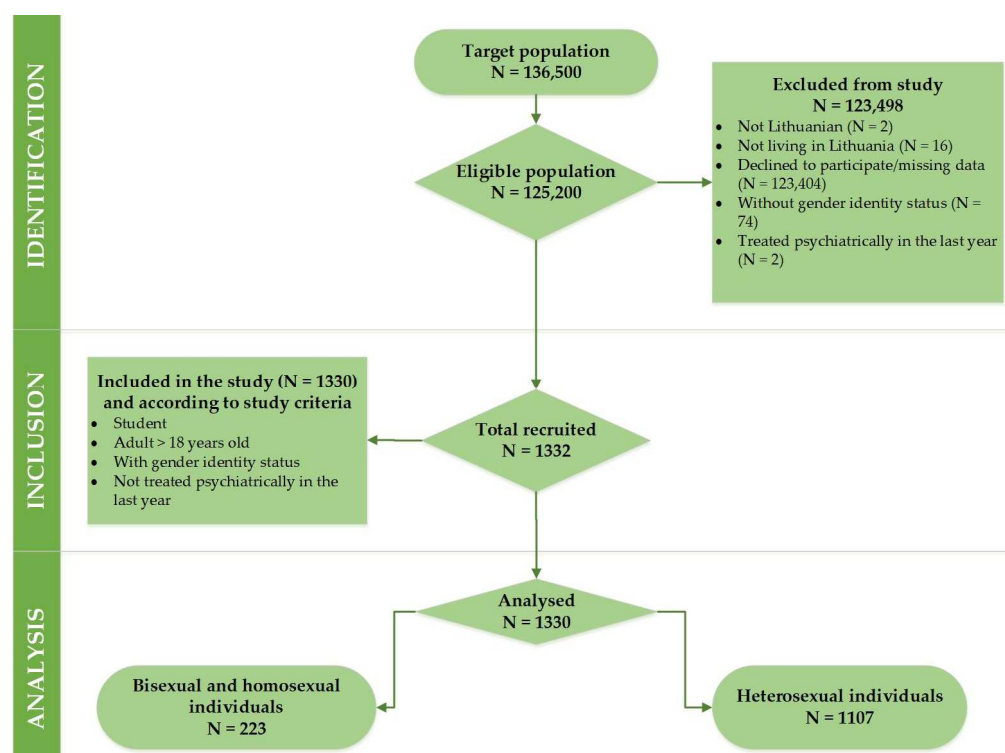 IDENTIFICATION
Target population
N = 136,500
Excluded from study
N = 123,498
• Not Lithuanian (N = 2)
• Not living in Lithuania (N = 16)
• Declined to participate/missing data
(N = 123,404)
• Without gender identity status (N =
74)
• Treated psychiatrically in the last year
(N = 2)
Eligible population
N = 125,200
INCLUSION
Included in the study (N = 1330)
and according to study criteria
• Student
• Adult > 18 years old
• With gender identity status
• Not treated psychiatrically in the
last year
Total recruited
N = 1332
ANALYSIS
Analysed
N = 1330
Bisexual and homosexual
individuals
N = 223
Heterosexual individuals
N = 1107